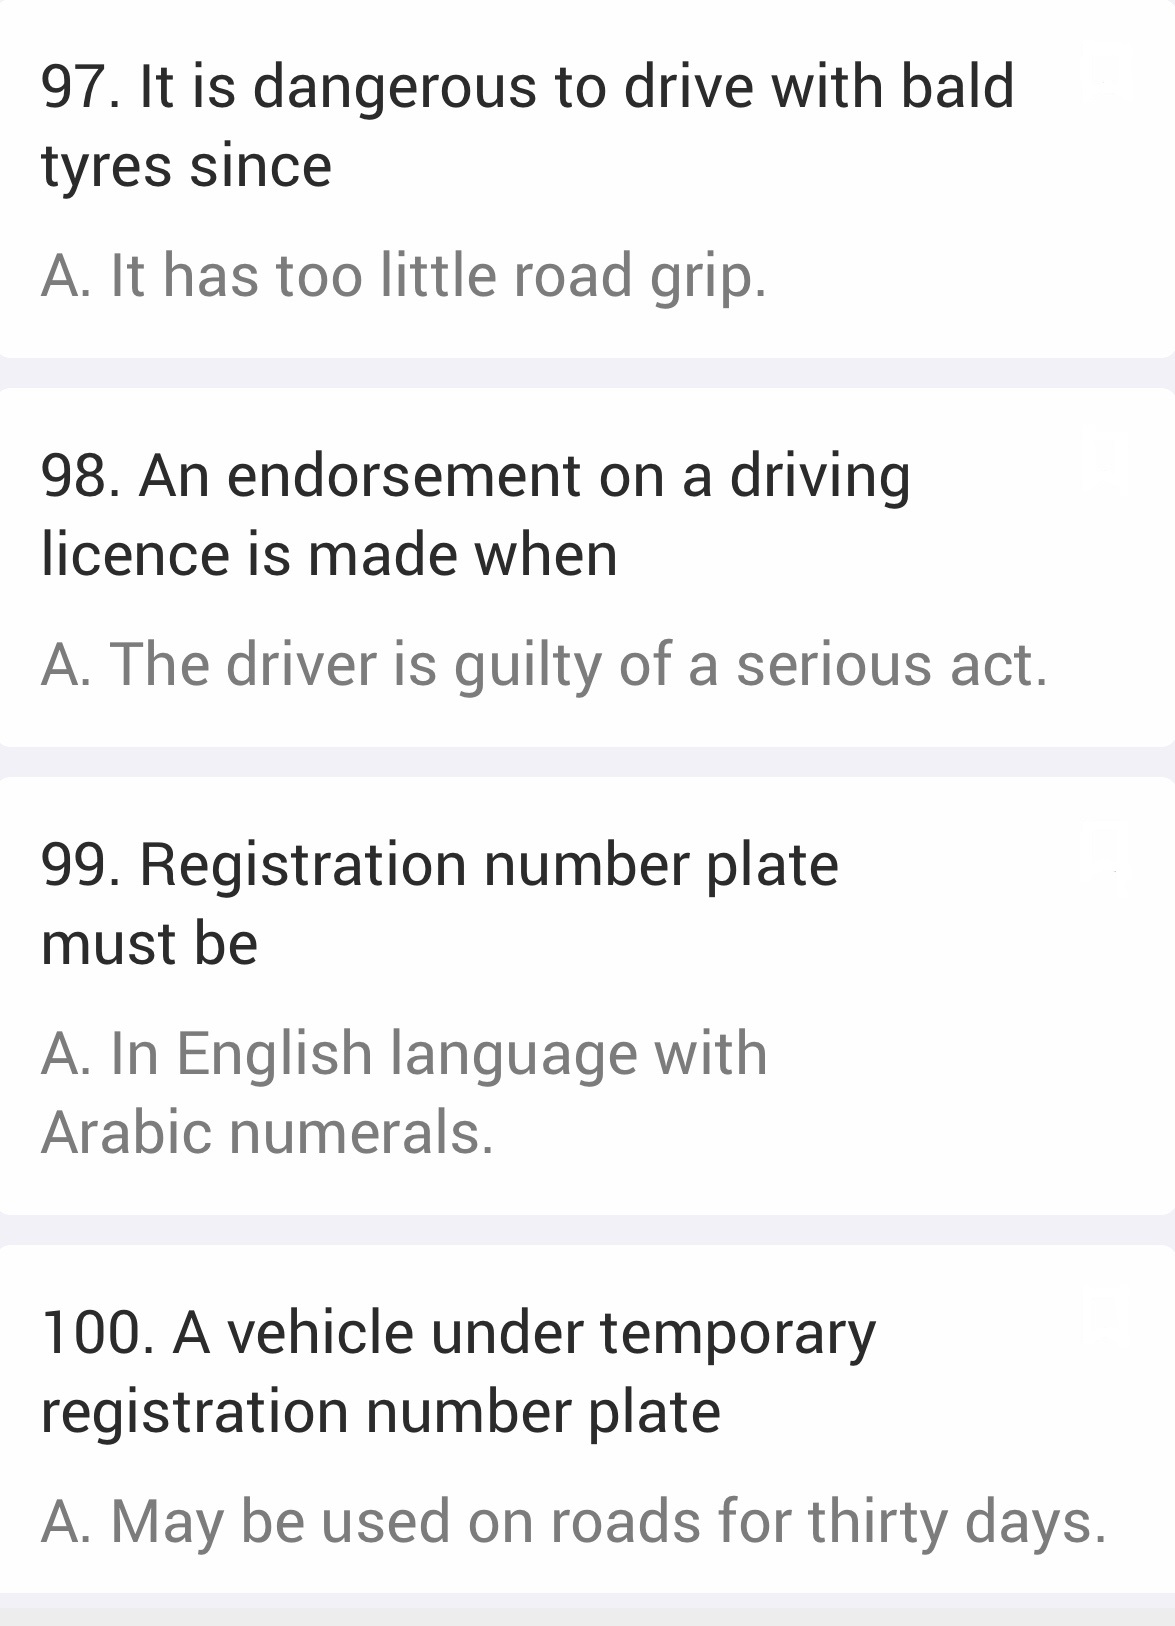 97. It is dangerous to drive with bald
tyres since
A. It has too little road grip.
98. An endorsement on a driving
licence is made when
A. The driver is guilty of a serious act.
99. Registration number plate
must be
A. In English language with
Arabic numerals.
100. A vehicle under temporary
registration number plate
A. May be used on roads for thirty days.